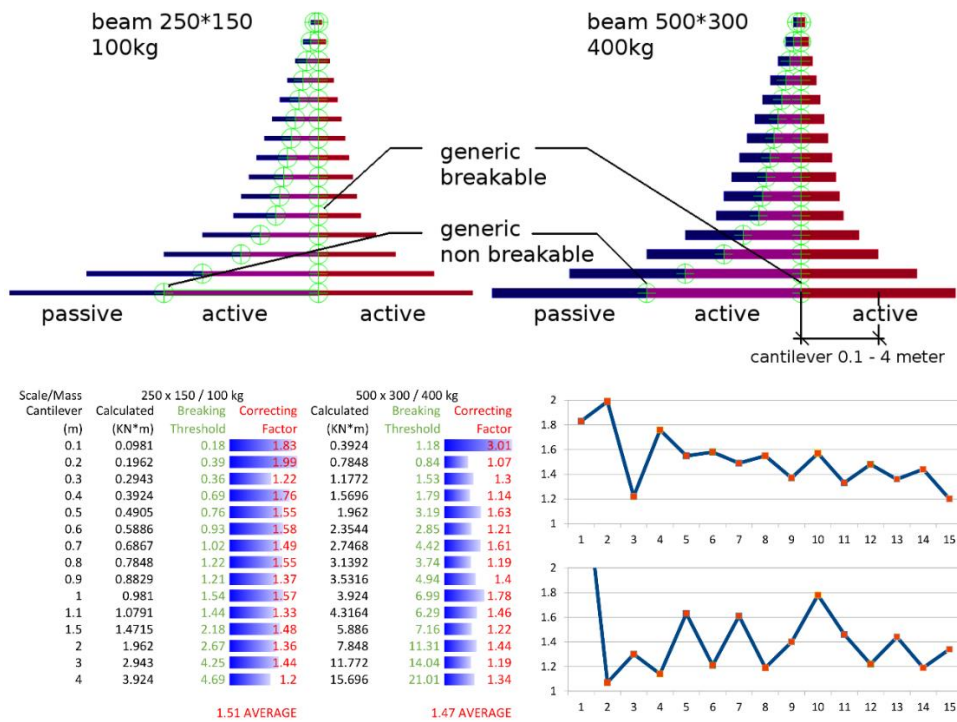 beam 250*150
100kg
beam 500*300
400kg
generic
breakable
generic
non breakable
passive active active passive active active
cantilever 0.1 - 4 meter
Scale/Mass 250 x 150 / 100 kg 500 x 300 / 400 kg
Cantilever Calculated Breaking Correcting Calculated Breaking Correcting
(m) (KN*m) Threshold Factor (KN*m) Threshold Factor
0.1 0.0981 0.18 1.83 0.3924 1.18 3.01
0.2 0.1962 0.39 1.99 0.7848 0.84 1.07
0.3 0.2943 0.36 1.22 1.1772 1.53 1.3
0.4 0.3924 0.69 1.76 1.5696 1.79 1.14
0.5 0.4905 0.76 1.55 1.962 3.19 1.63
0.6 0.5886 0.93 1.58 2.3544 2.85 1.21
0.7 0.6867 1.02 1.49 2.7468 4.42 1.61
0.8 0.7848 1.22 1.55 3.1392 3.74 1.19
0.9 0.8829 1.21 1.37 3.5316 4.94 1.4
1 0.981 1.54 1.57 3.924 6.99 1.78
1.1 1.0791 1.44 1.33 4.3164 6.29 1.46
1.5 1.4715 2.18 1.48 5.886 7.16 1.22
2 1.962 2.67 1.36 7.848 11.31 1.44
3 2.943 4.25 1.44 11.772 14.04 1.19
4 3.924 4.69 1.2 15.696 21.01 1.34
1.51 AVERAGE 1.47 AVERAGE
2
1.8
1.6
1.4
1.2
1
1 2 3 4 5 6 7 8 9 10 11 12 13 14 15
2
1.8
1.6
1.4
1.2
1
1 2 3 4 5 6 7 8 9 10 11 12 13 14 15